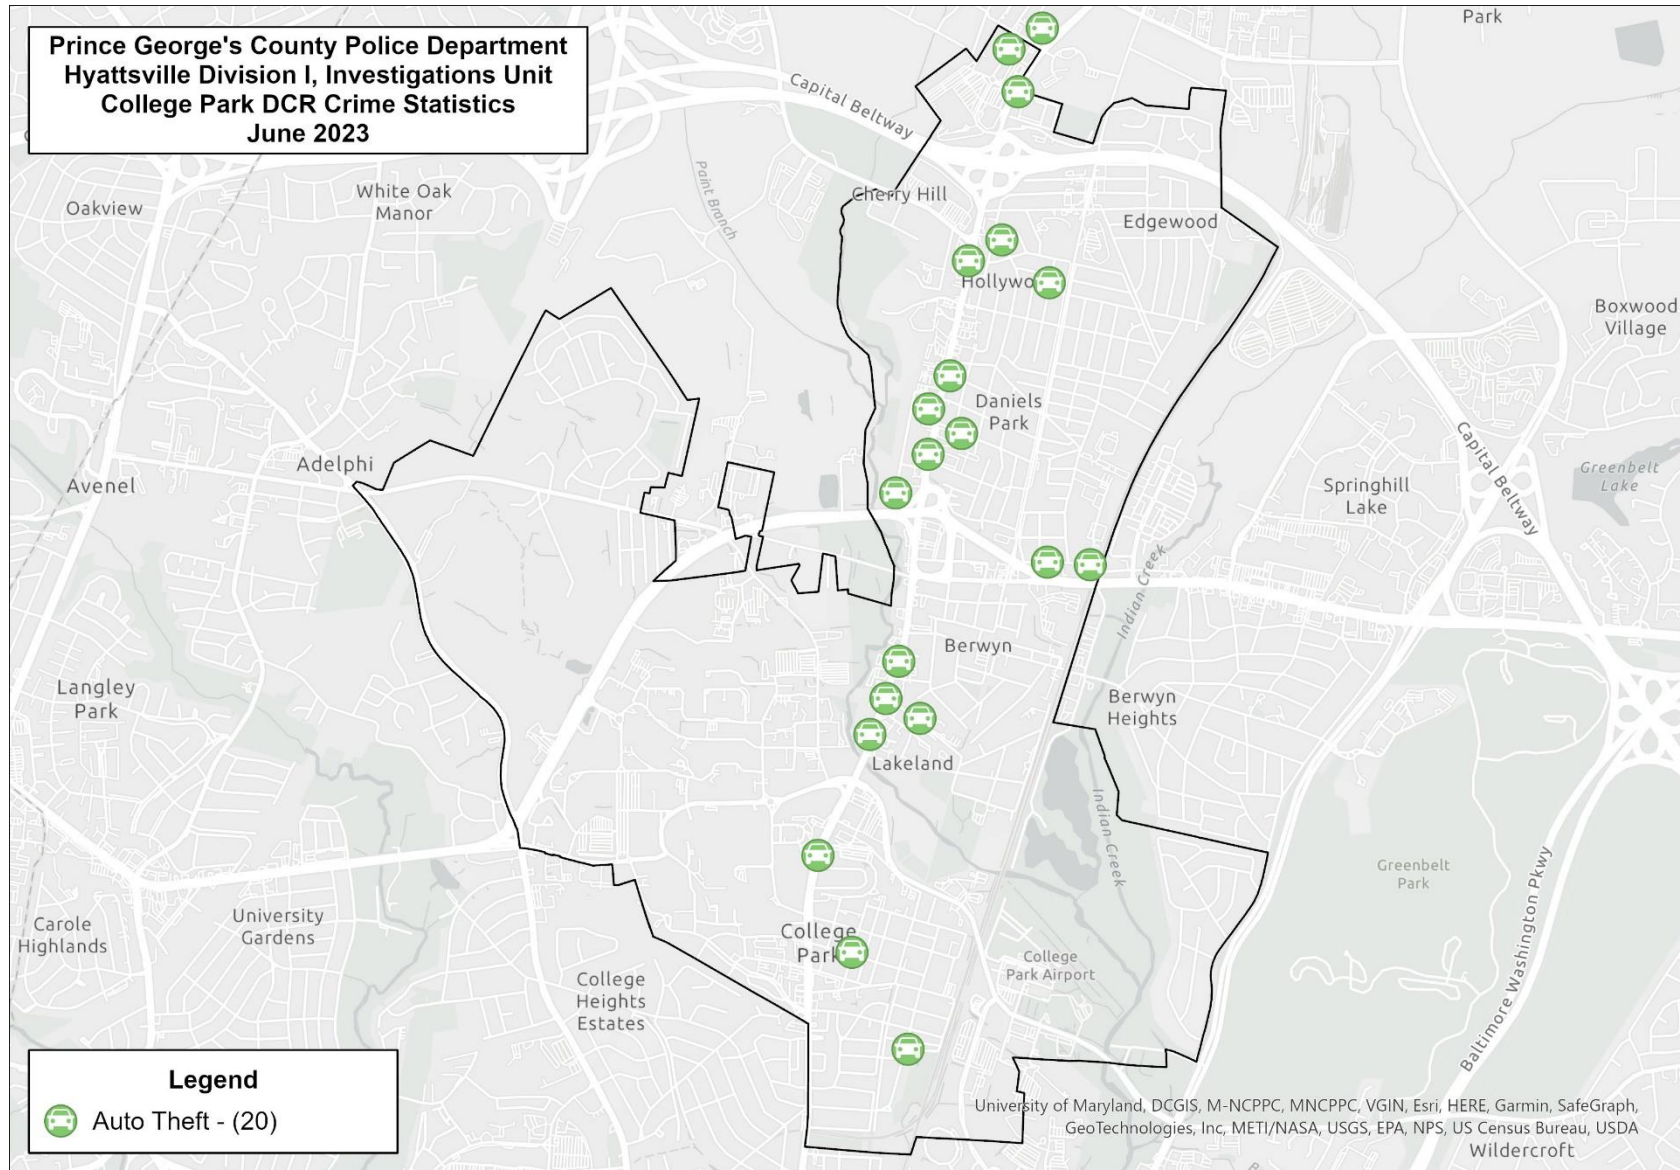 Prince George's County Police Department
Hyattsville Division I, Investigations Unit
College Park DCR Crime Statistics
June 2023
Park
Capital Beltway
Paint Branch
White Oak
Manor
Oakview
Cherry Hill
Edgewood
Hollywo
Boxwood
Village
Daniels
Park
Capital Beltway
Adelphi
Avenel
Springhill
Lake
Greenbelt
Lake
Indian Creek
Berwyn
Langley
Park
Berwyn
Heights
Lakeland
Indian Creek
Greenbelt
Park
Baltimore Washington Pkwy
Carole
Highlands
University
Gardens
College
Park
College
Park Airport
College
Heights
Estates
Legend
Auto Theft - (20)
University of Maryland, DCGIS, M-NCPPC, MNCPPC, VGIN, Esri, HERE, Garmin, SafeGraph,
GeoTechnologies, Inc, METI/NASA, USGS, EPA, NPS, US Census Bureau, USDA
Wildercroft